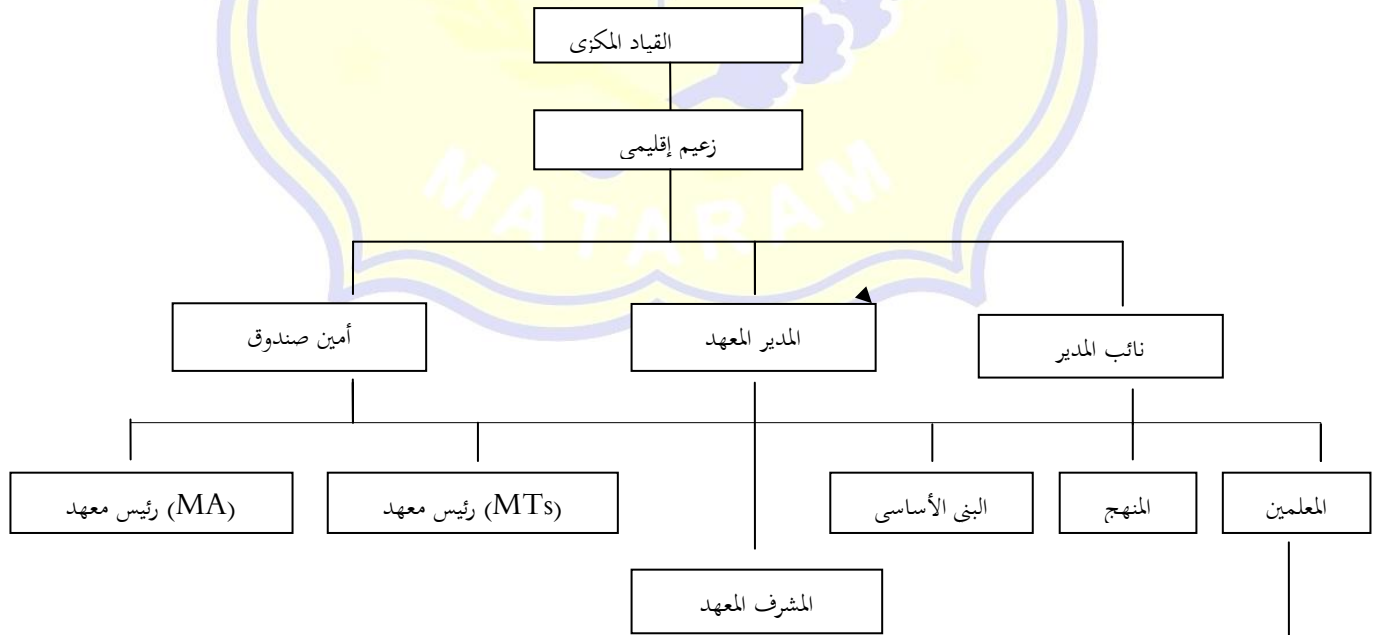 القياد المكزى
زعيم إقليمى
MATARAM
نائب المدير
المدير المعهد
أمين صندوق
المعلمين
المنهج
البنى الأساسى
(MTs) رئيس معهد
(MA) رئيس معهد
المشرف المعهد